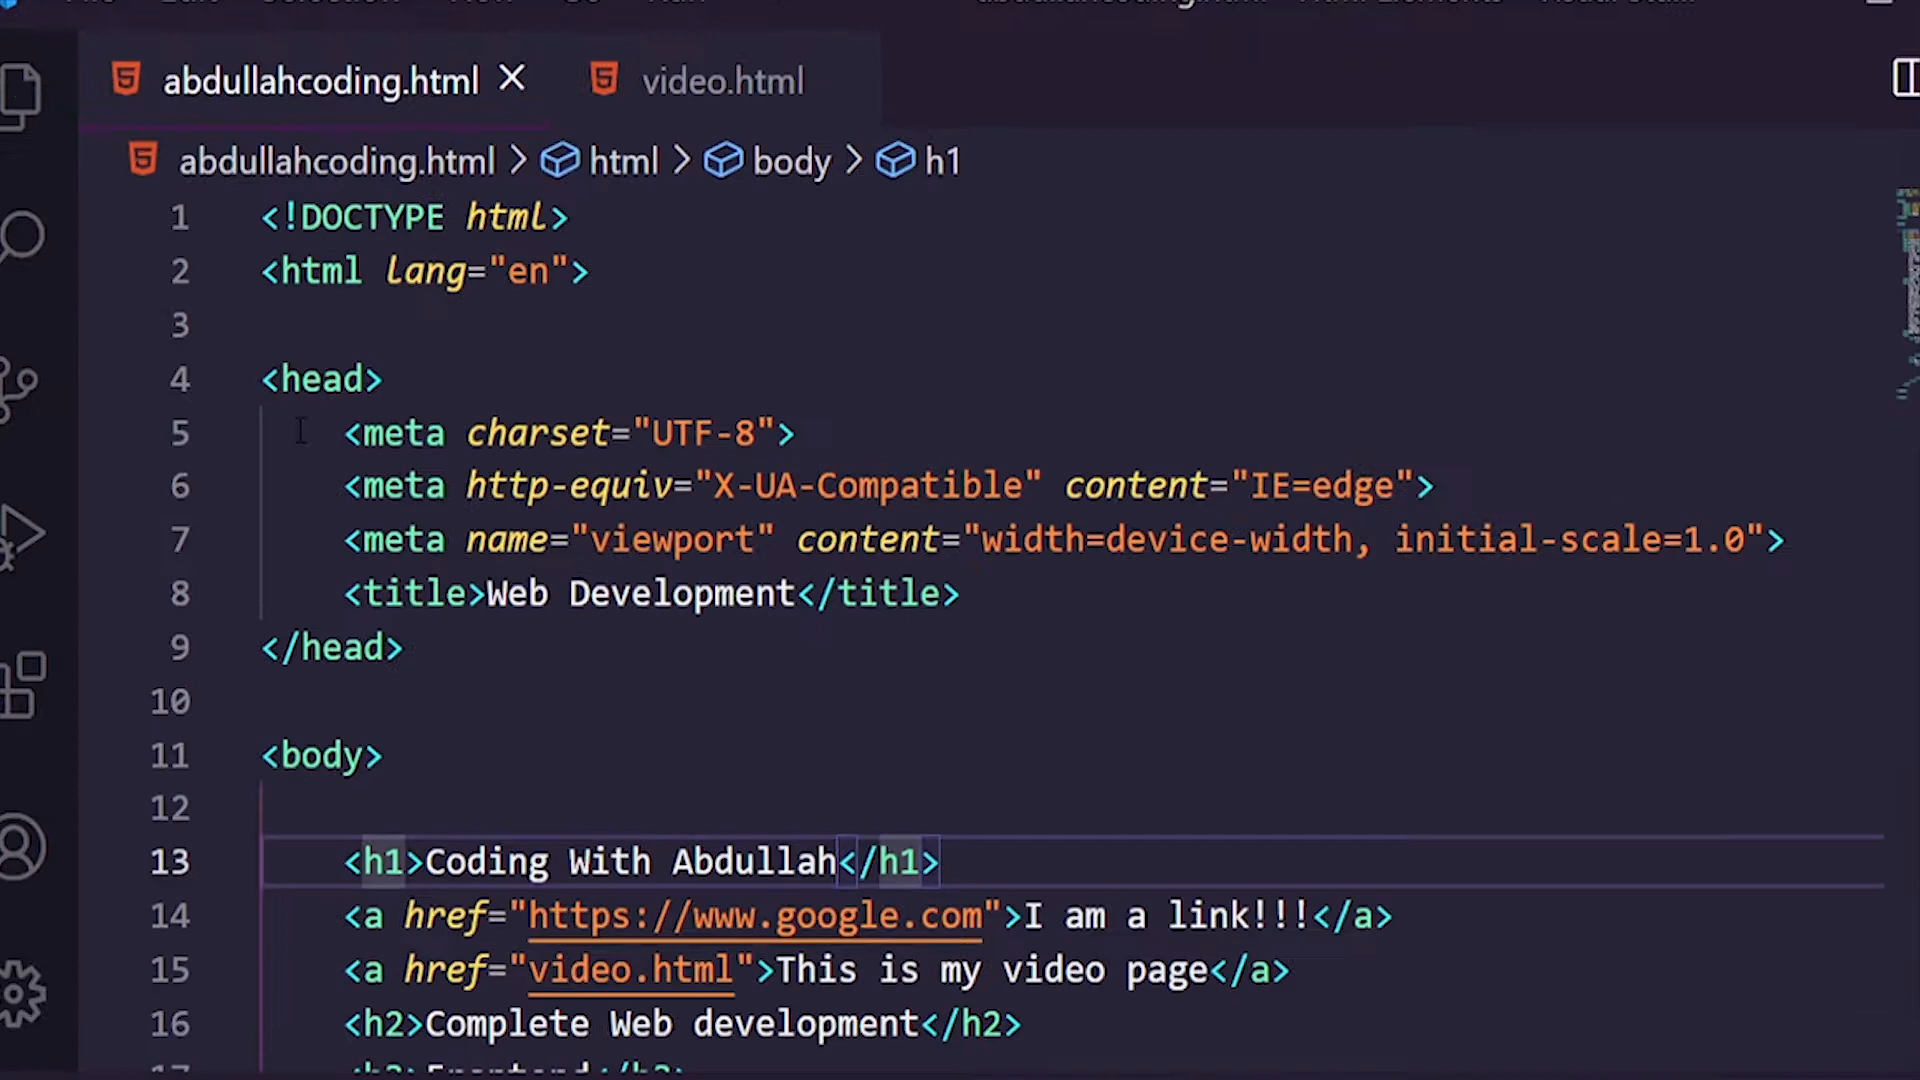 abdullahcoding.html
video.html
abdullahcoding.html > html > body > h1
1 <!DOCTYPE html>
2 <html lang="en">
3
4 <head>
5 <meta charset="UTF-8">
6 <meta http-equiv="X-UA-Compatible" content="IE=edge">
7 <meta name="viewport" content="width=device-width, initial-scale=1.0">
8 <title>Web Development</title>
9 </head>
10
11 <body>
12
13 <h1>Coding With Abdullah</h1>
14 <a href="https://www.google.com">I am a link!!!</a>
15 <a href="video.html">This is my video page</a>
16 <h2>Complete Web development</h2>